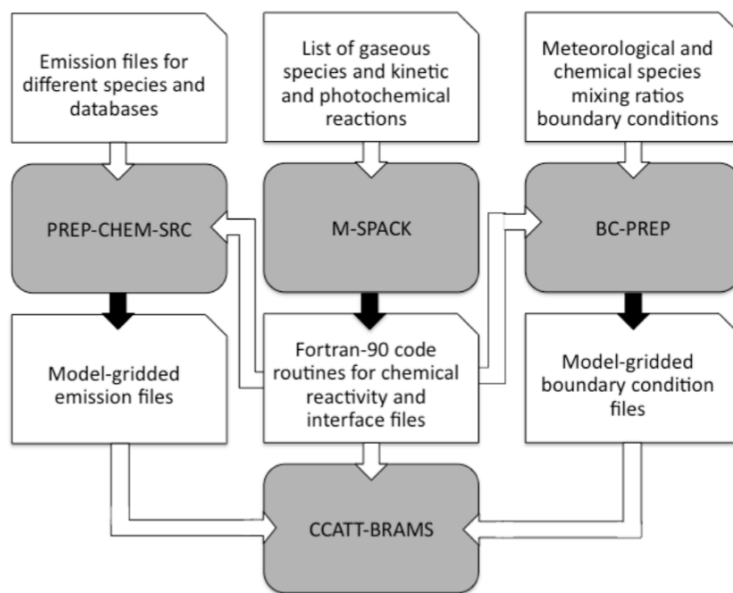 Emission files for
different species and
databases
List of gaseous
species and kinetic
and photochemical
reactions
Meteorological and
chemical species
mixing ratios
boundary conditions
PREP-CHEM-SRC
M-SPACK
BC-PREP
Model-gridded
emission files
Fortran-90 code
routines for chemical
reactivity and
interface files
Model-gridded
boundary condition
files
CCATT-BRAMS